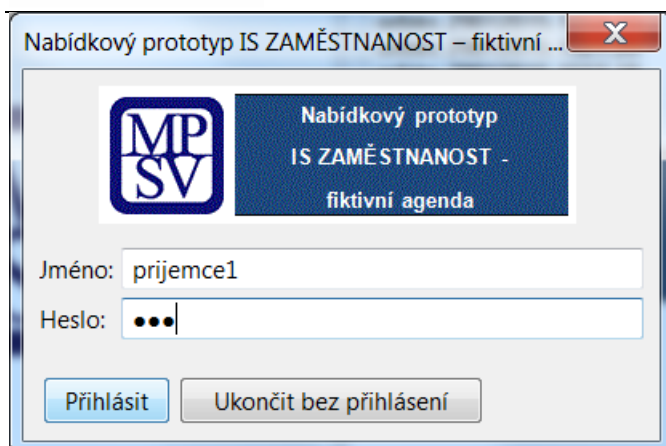 Nabídkový prototyp IS ZAMĚSTNANOST – fiktivní ...
MP
SV
Nabídkový prototyp
IS ZAMĚSTNANOST -
fiktivní agenda
Jméno: prijemce1
Heslo: ●●●
Přihlásit Ukončit bez přihlášení